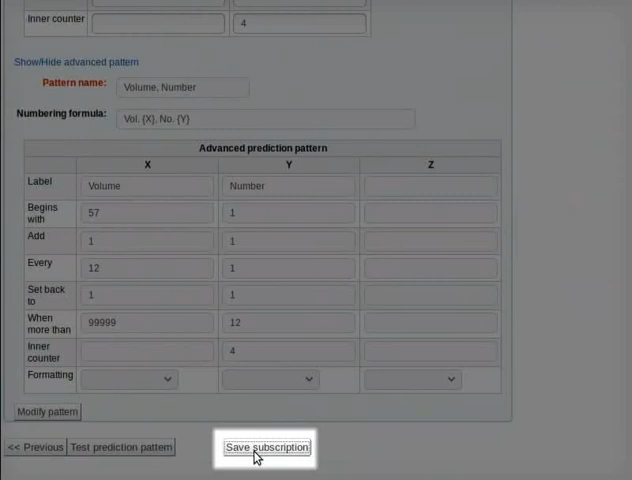 Inner counter 4
Show/Hide advanced pattern
Pattern name: Volume, Number
Numbering formula: Vol. {X}, No. {Y}
Advanced prediction pattern
X Y Z
Label Volume Number
Begins with 57 1
Add 1 1
Every 12 1
Set back to 1 1
When more than 99999 12
Inner counter 4
Formatting
Modify pattern
<< Previous Test prediction pattern Save subscription